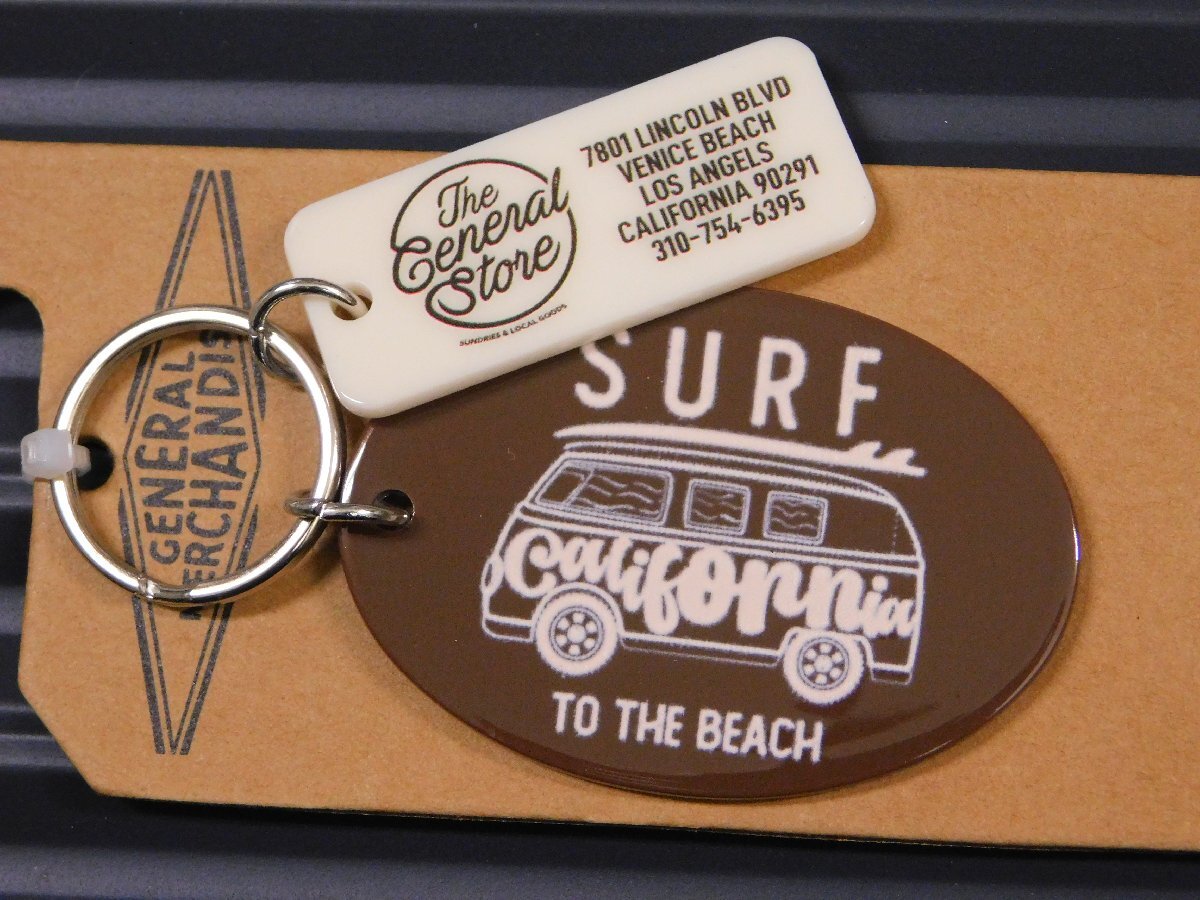 The
General
Store
SUNDRIES & LOCAL GOODS
7801 LINCOLN BLVD
VENICE BEACH
LOS ANGELS
CALIFORNIA 90291
310-754-6395
SURF
California
TO THE BEACH
GENERAL
MERCHANDIS